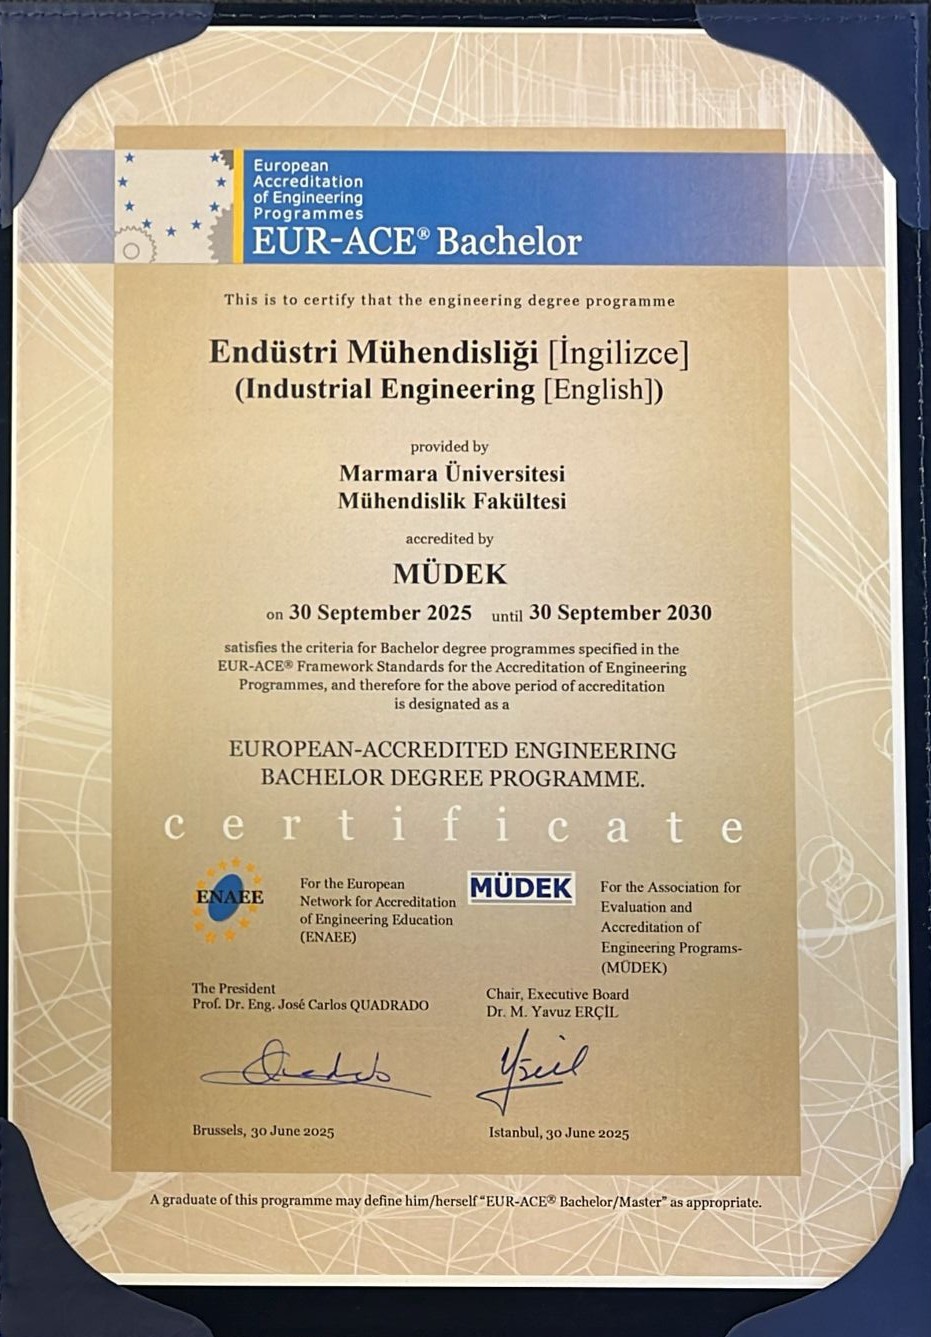 European
Accreditation
of Engineering
Programmes
EUR-ACE® Bachelor
This is to certify that the engineering degree programme
Endüstri Mühendisliği [İngilizce]
(Industrial Engineering [English])
provided by
Marmara Üniversitesi
Mühendislik Fakültesi
accredited by
MÜDEK
on 30 September 2025 until 30 September 2030
satisfies the criteria for Bachelor degree programmes specified in the
EUR-ACE® Framework Standards for the Accreditation of Engineering
Programmes, and therefore for the above period of accreditation
is designated as a
EUROPEAN-ACCREDITED ENGINEERING
BACHELOR DEGREE PROGRAMME.
certificate
ENAEE
For the European
Network for Accreditation
of Engineering Education
(ENAEE)
MÜDEK
For the Association for
Evaluation and
Accreditation of
Engineering Programs-
(MÜDEK)
The President
Prof. Dr. Eng. José Carlos QUADRADO
Chair, Executive Board
Dr. M. Yavuz ERÇİL
Brussels, 30 June 2025
Istanbul, 30 June 2025
A graduate of this programme may define him/herself “EUR-ACE® Bachelor/Master” as appropriate.